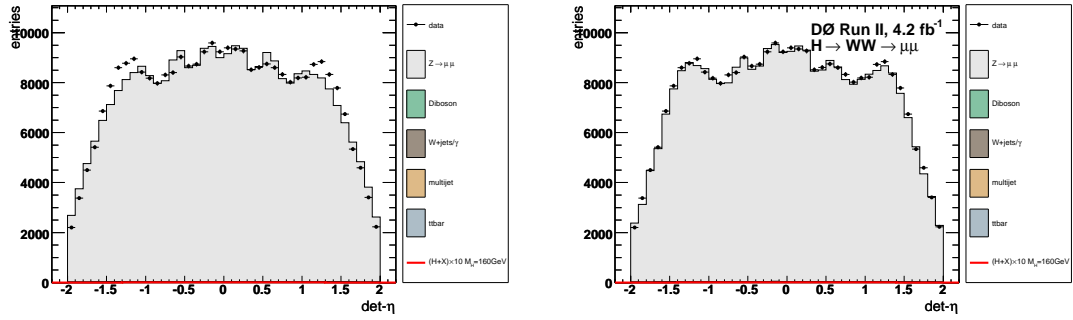 entries
10000
8000
6000
4000
2000
0
-2 -1.5 -1 -0.5 0 0.5 1 1.5 2
det-η
data
Z→μμ
Diboson
W+jets/γ
multijet
ttbar
(H+X)×10 M_H=160GeV
entries
10000
8000
6000
4000
2000
0
-2 -1.5 -1 -0.5 0 0.5 1 1.5 2
det-η
DØ Run II, 4.2 fb⁻¹
H → WW → μμ
data
Z→μμ
Diboson
W+jets/γ
multijet
ttbar
(H+X)×10 M_H=160GeV